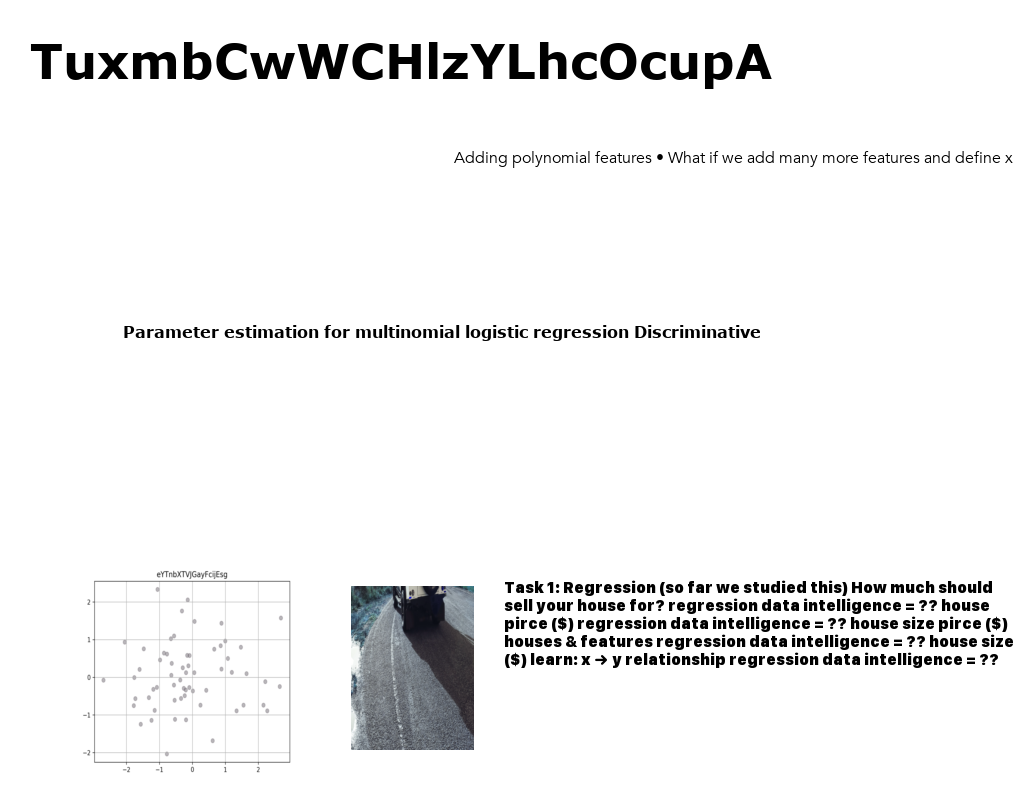 TuxmbCwWCHlzYLhcOcupA
Adding polynomial features • What if we add many more features and define x
Parameter estimation for multinomial logistic regression Discriminative
eYTnbXTVJGayFcijEsg
2
1
0
−1
−2
−2 −1 0 1 2
Task 1: Regression (so far we studied this) How much should
sell your house for? regression data intelligence = ?? house
pirce ($) regression data intelligence = ?? house size pirce ($)
houses & features regression data intelligence = ?? house size
($) learn: x → y relationship regression data intelligence = ??